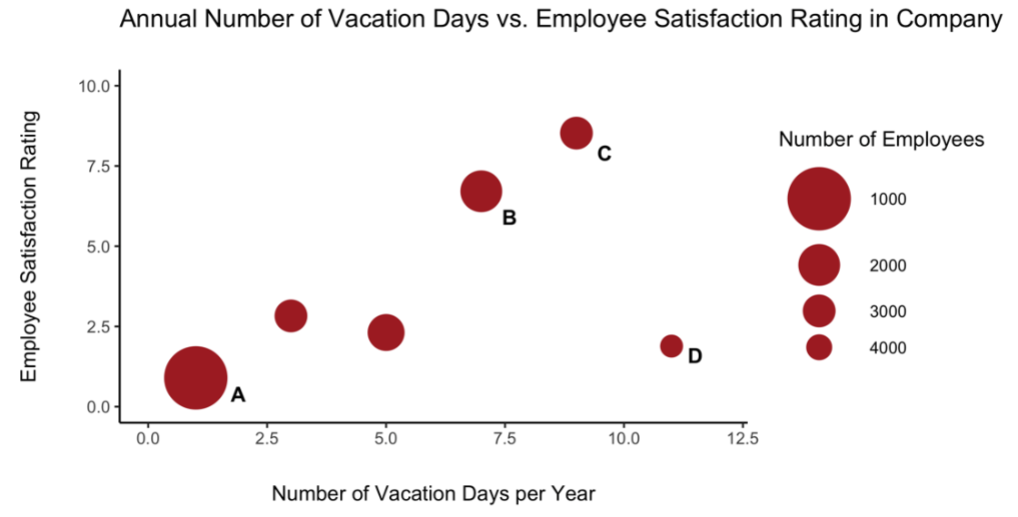 Annual Number of Vacation Days vs. Employee Satisfaction Rating in Company
Employee Satisfaction Rating
10.0
7.5
5.0
2.5
0.0
C
B
A
D
0.0 2.5 5.0 7.5 10.0 12.5
Number of Vacation Days per Year
Number of Employees
1000
2000
3000
4000